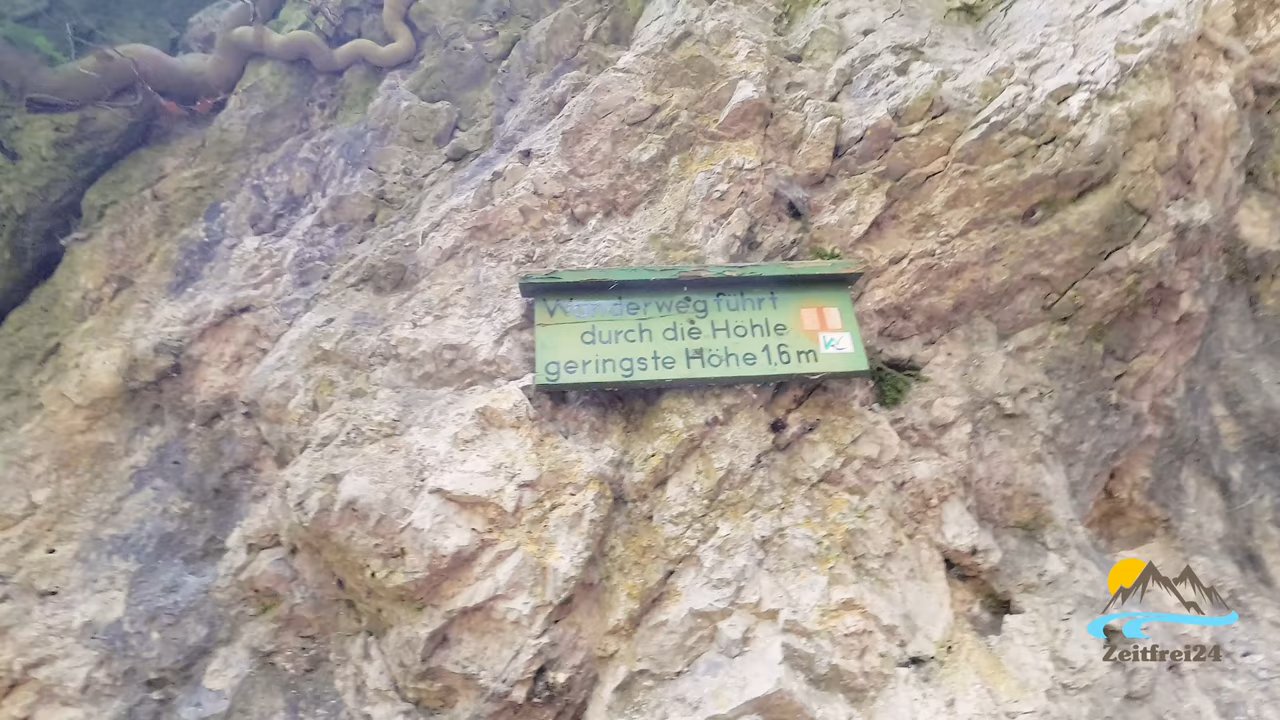 Wanderweg führt
durch die Höhle
geringste Höhe 1,6 m
Zeitfrei24